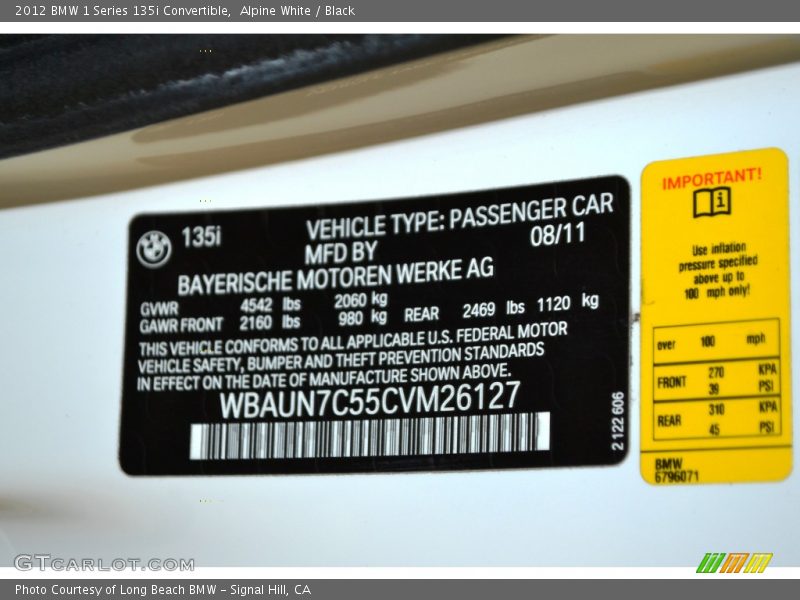 2012 BMW 1 Series 135i Convertible,  Alpine White / Black
135i
VEHICLE TYPE: PASSENGER CAR
MFD BY
08/11
BAYERISCHE MOTOREN WERKE AG
GVWR 4542 lbs 2060 kg
GAWR FRONT 2160 lbs 980 kg REAR 2469 lbs 1120 kg
THIS VEHICLE CONFORMS TO ALL APPLICABLE U.S. FEDERAL MOTOR
VEHICLE SAFETY, BUMPER AND THEFT PREVENTION STANDARDS
IN EFFECT ON THE DATE OF MANUFACTURE SHOWN ABOVE.
WBAUN7C55CVM26127
2 122 606
IMPORTANT!
Use inflation
pressure specified
above up to
100 mph only!
over 100 mph
FRONT 270 KPA
39 PSI
REAR 310 KPA
45 PSI
BMW
6796071
GTCARLOT.COM
Photo Courtesy of Long Beach BMW - Signal Hill, CA